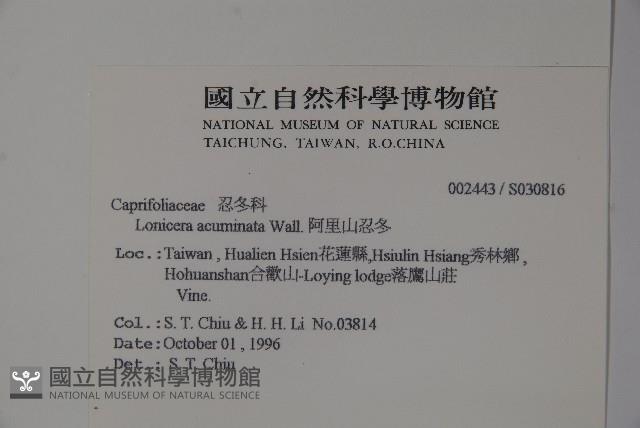 國立自然科學博物館
NATIONAL MUSEUM OF NATURAL SCIENCE
TAICHUNG, TAIWAN, R.O.CHINA
002443 / S030816
Caprifoliaceae 忍冬科
Lonicera acuminata Wall. 阿里山忍冬
Loc.:Taiwan , Hualien Hsien花蓮縣,Hsiulin Hsiang秀林鄉 ,
Hohuanshan合歡山-Loying lodge落鷹山莊
Vine.
Col.: S. T. Chiu & H. H. Li No.03814
Date:October 01 , 1996
Det.: S. T. Chiu
國立自然科學博物館
NATIONAL MUSEUM OF NATURAL SCIENCE